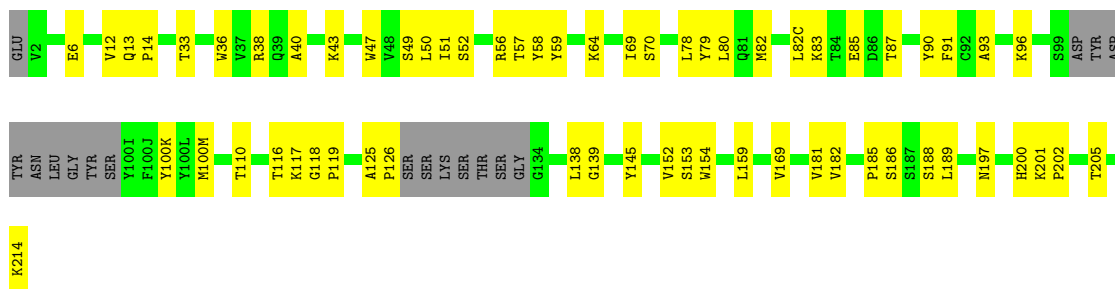 GLU V2 E6 V12 Q13 P14 T33 W36 V37 R38 Q39 A40 K43 W47 V48 S49 L50 S52 R56 T57 Y58 Y59 K64 I69 S70 L78 Y79 L80 Q81 M82 L82C K83 T84 E85 D86 T87 Y90 F91 C92 A93 K96 S99 ASP TYR ASP
TYR ASN LEU GLY TYR SER Y100I F100J Y100K Y100L M100M T110 T116 K117 G118 P119 A125 P126 SER SER LYS SER THR SER GLY G134 L138 G139 Y145 V152 S153 W154 L159 V169 V181 V182 P185 S186 S187 S188 L189 N197 H200 K201 P202 T205
K214